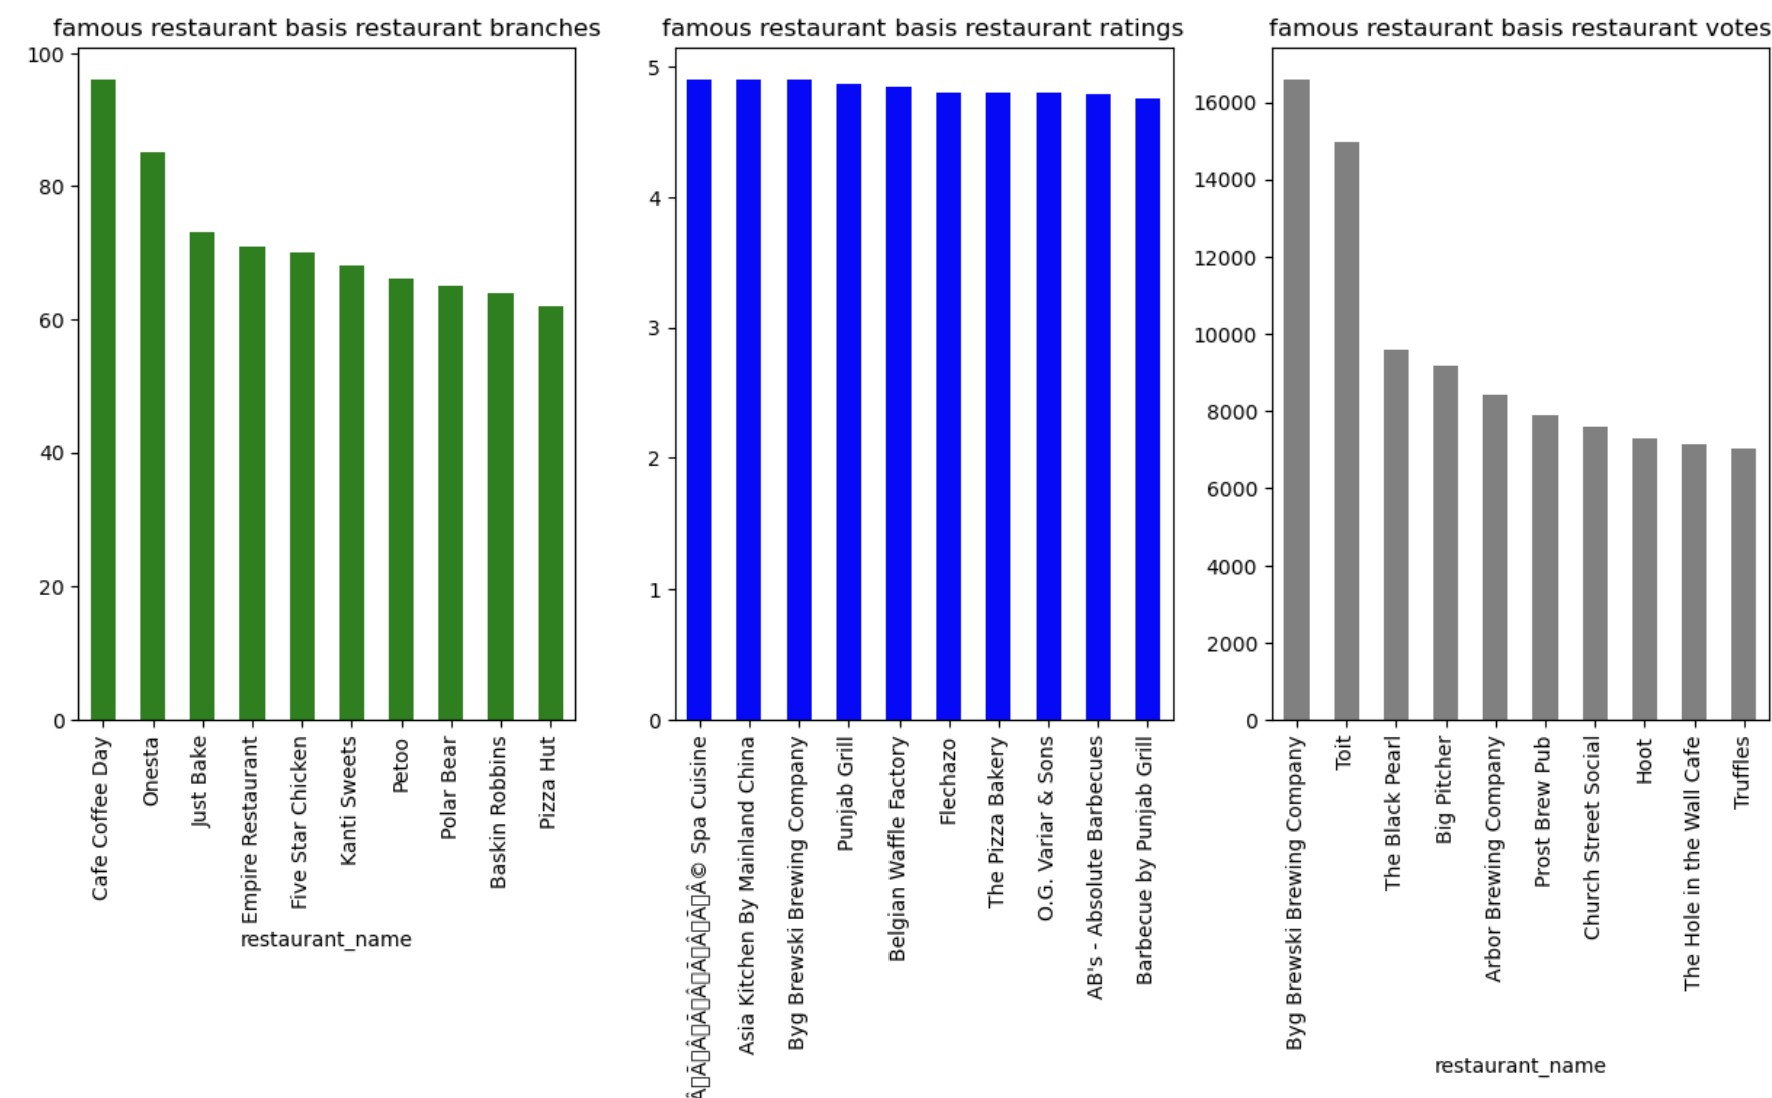 famous restaurant basis restaurant branches
100
80
60
40
20
0
Cafe Coffee Day
Onesta
Just Bake
Empire Restaurant
Five Star Chicken
Kanti Sweets
Petoo
Polar Bear
Baskin Robbins
Pizza Hut
restaurant_name
famous restaurant basis restaurant ratings
5
4
3
2
1
0
Spa Cuisine
Asia Kitchen By Mainland China
Byg Brewski Brewing Company
Punjab Grill
Belgian Waffle Factory
Flechazo
The Pizza Bakery
O.G. Variar & Sons
AB's - Absolute Barbecues
Barbecue by Punjab Grill
famous restaurant basis restaurant votes
16000
14000
12000
10000
8000
6000
4000
2000
0
Byg Brewski Brewing Company
Toit
The Black Pearl
Big Pitcher
Arbor Brewing Company
Prost Brew Pub
Church Street Social
Hoot
The Hole in the Wall Cafe
Truffles
restaurant_name